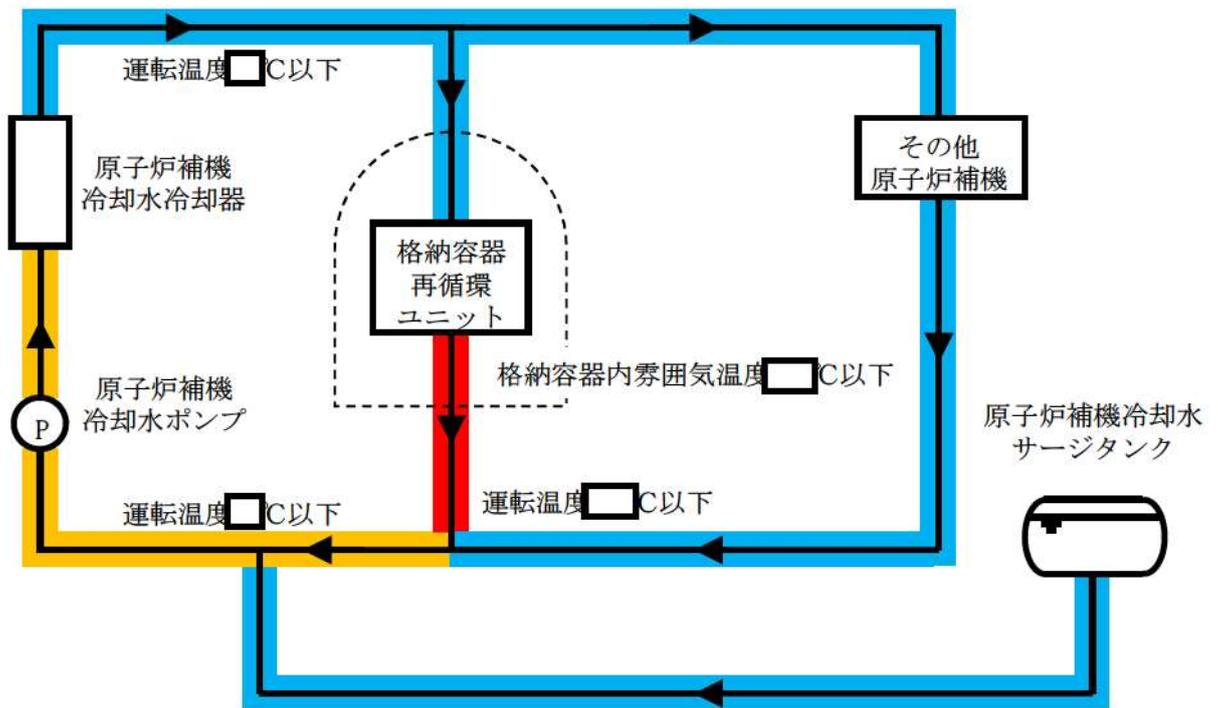 運転温度 ℃以下
原子炉補機
冷却水冷却器
その他
原子炉補機
格納容器
再循環
ユニット
格納容器内雰囲気温度 ℃以下
原子炉補機
冷却水ポンプ
P
原子炉補機冷却水
サージタンク
運転温度 ℃以下
運転温度 ℃以下